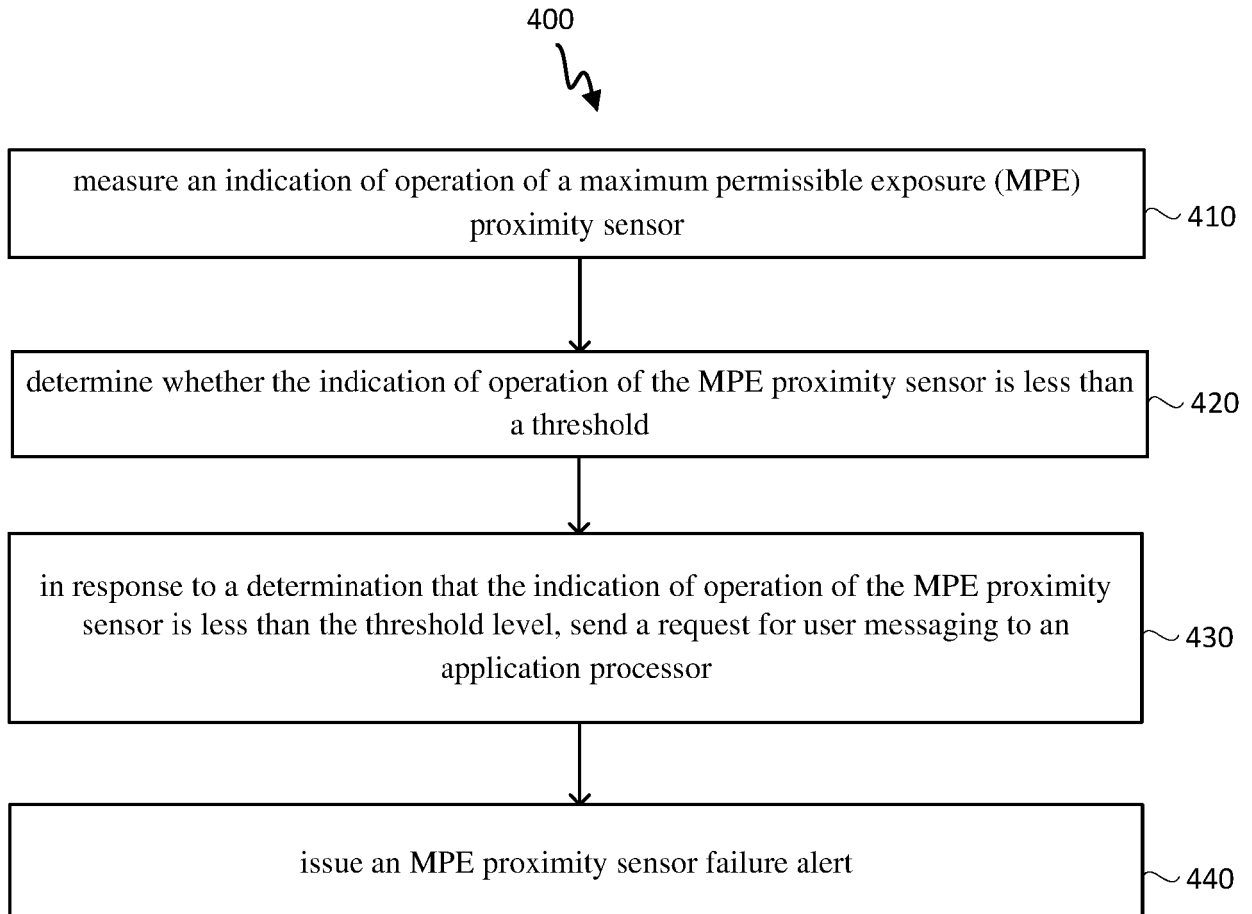 400
measure an indication of operation of a maximum permissible exposure (MPE)
proximity sensor
410
determine whether the indication of operation of the MPE proximity sensor is less than
a threshold
420
in response to a determination that the indication of operation of the MPE proximity
sensor is less than the threshold level, send a request for user messaging to an
application processor
430
issue an MPE proximity sensor failure alert
440